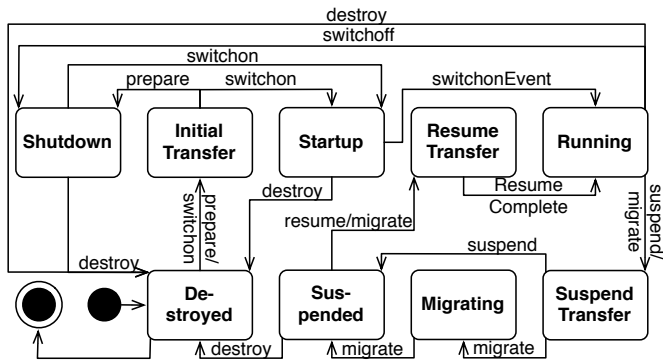 destroy
switchoff
switchon
prepare
switchon
switchonEvent
Shutdown
Initial
Transfer
Startup
Resume
Transfer
Running
destroy
Resume
Complete
prepare/
switchon
resume/migrate
suspend/
migrate
suspend
destroy
De-
stroyed
Sus-
pended
Migrating
Suspend
Transfer
destroy
migrate
migrate